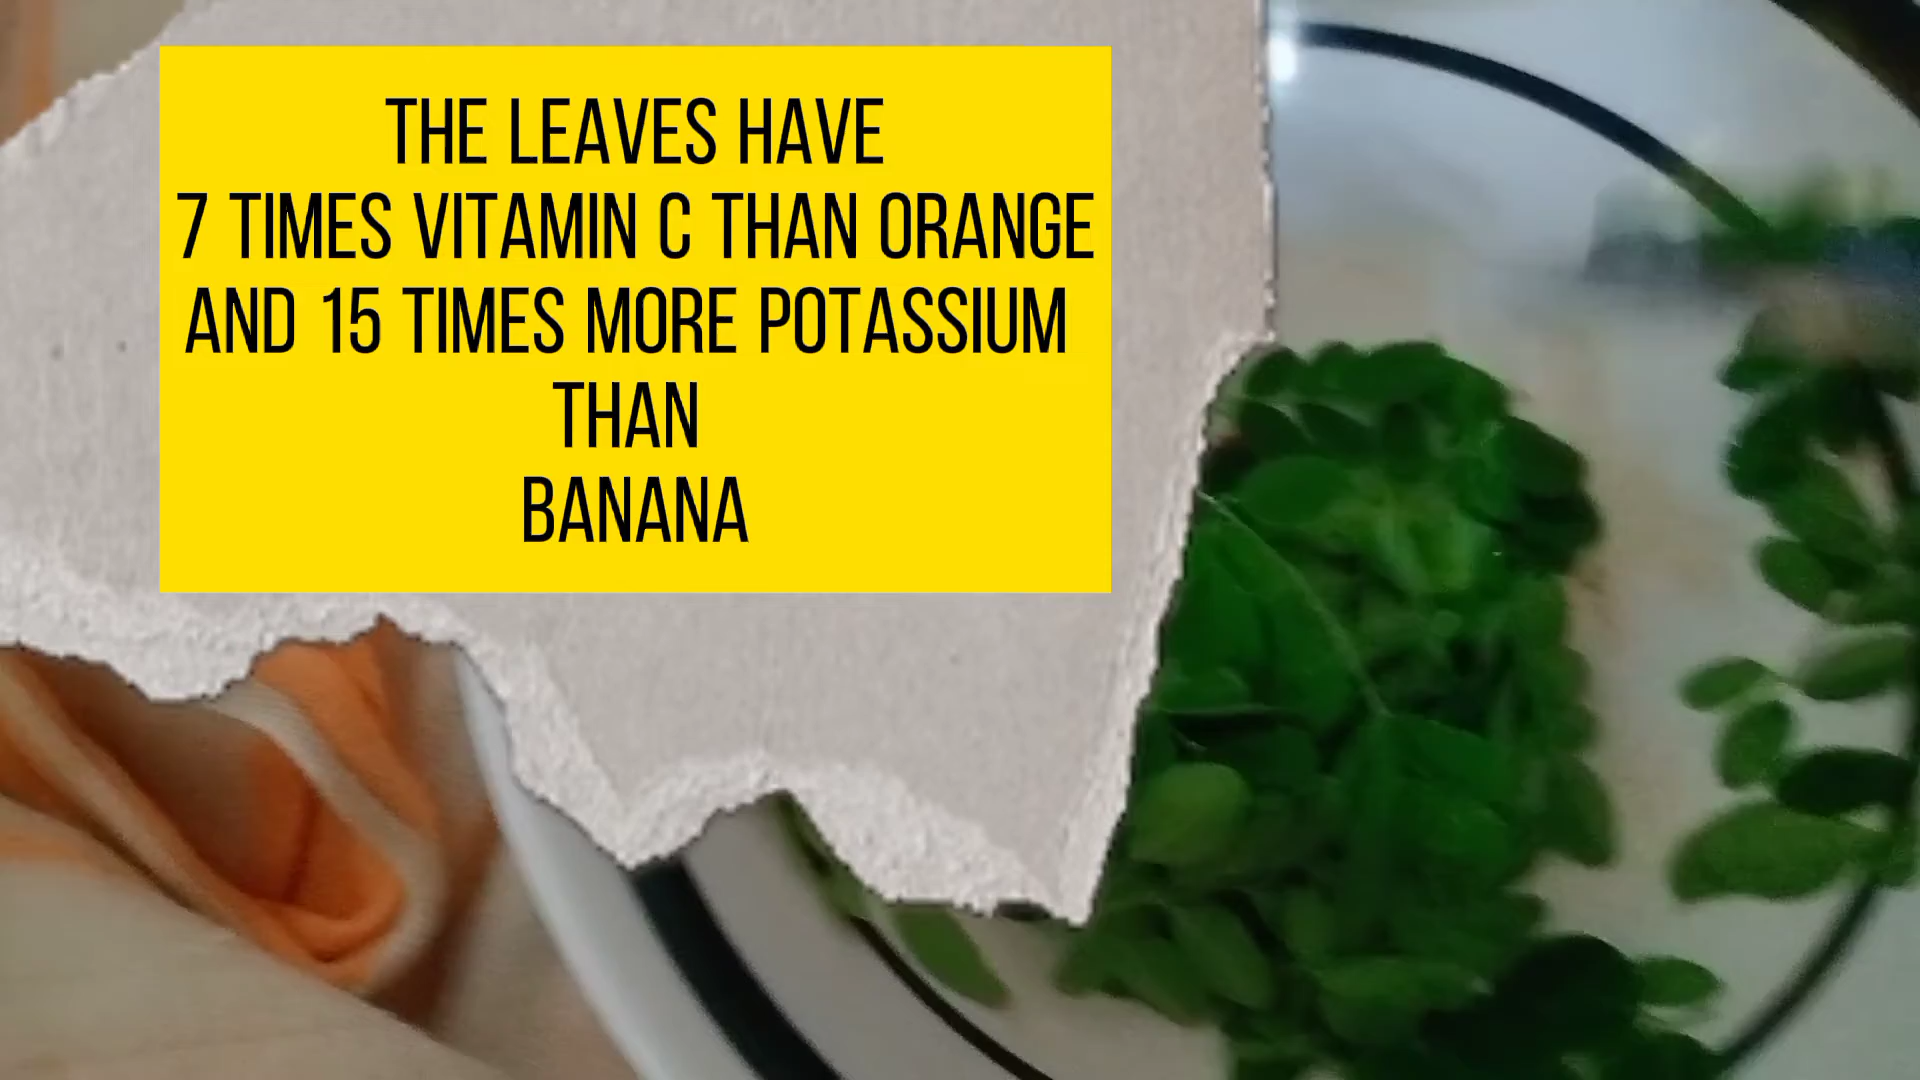 THE LEAVES HAVE
7 TIMES VITAMIN C THAN ORANGE
AND 15 TIMES MORE POTASSIUM
THAN
BANANA